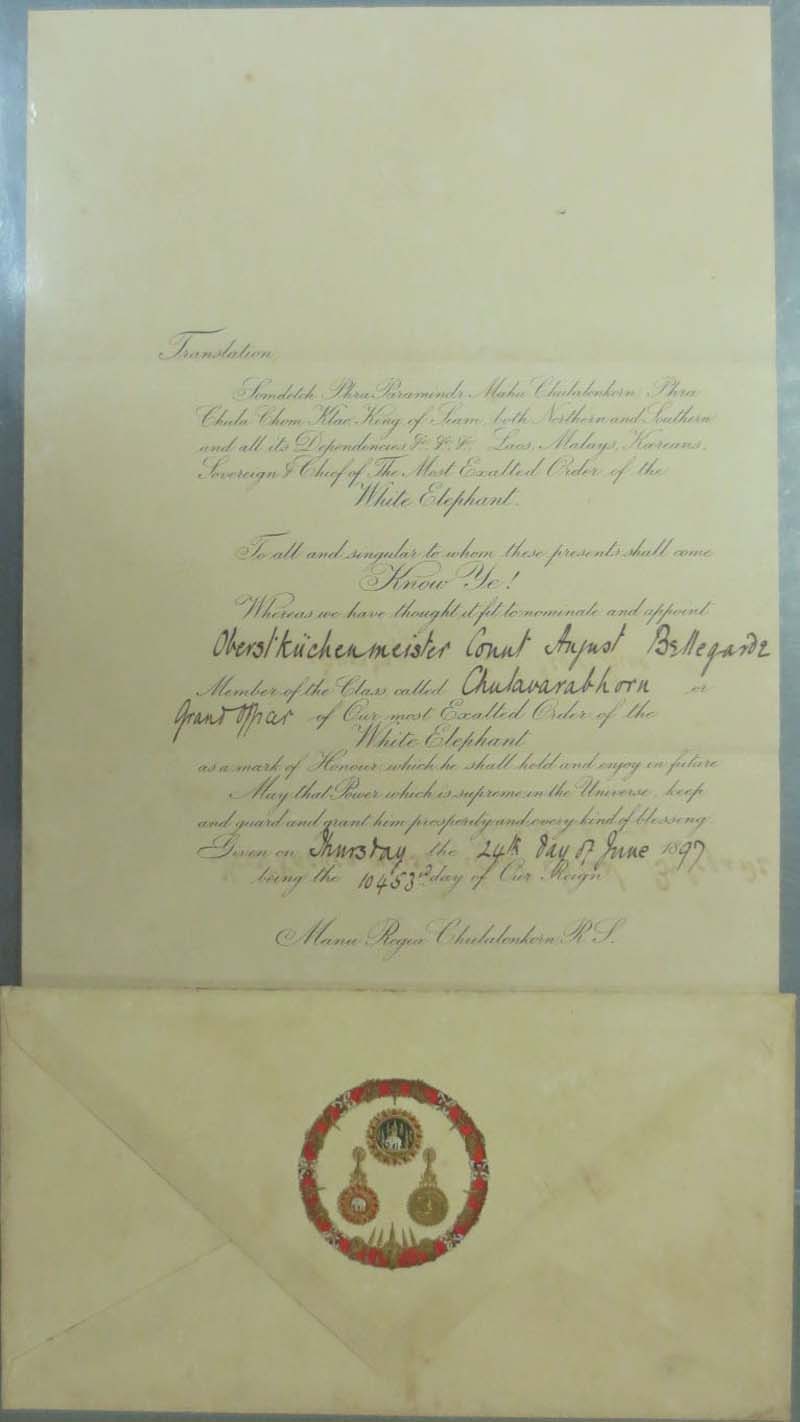 Translation.
Somdetch Phra Paramindr Maha Chulalonkorn Phra
Chula Chom Klao King of Siam, both Northern and Southern
and all its Dependencies &c. &c. &c. Laos, Malays, Kareans,
Sovereign & Chief of The Most Exalted Order of the
White Elephant.
To all and singular to whom these presents shall come
Know Ye!
Whereas we have thought it fit to nominate and appoint
Oberstküchenmeister Count August Bellegarde
Member of the Class called Chulavarabhorn or
Grand Officer of Our most Exalted Order of the
White Elephant
as a mark of Honour which he shall hold and enjoy in future
May that Power which is supreme in the Universe, keep
and guard and grant him prosperity and every kind of blessing
Given on Thursday the 24th day of June 1897
being the 10453rd day of Our Reign
Manu Regia Chulalonkorn R. S.